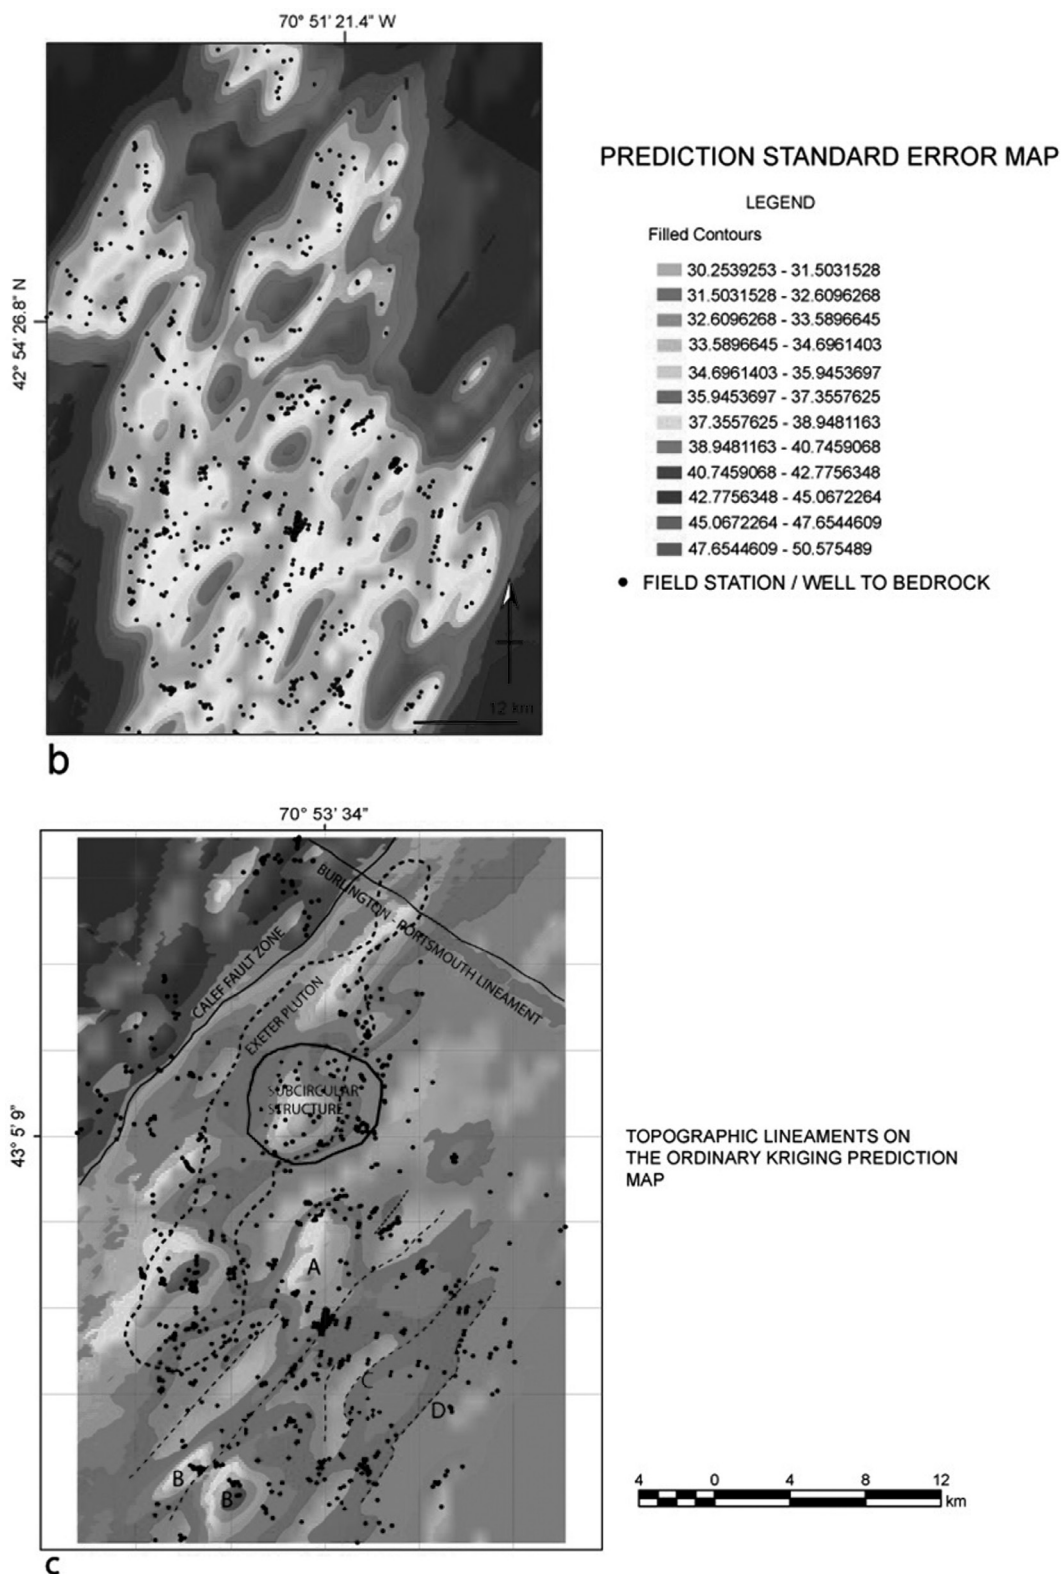 70° 51' 21.4" W
42° 54' 26.8" N
12 km
b
PREDICTION STANDARD ERROR MAP
LEGEND
Filled Contours
30.2539253 - 31.5031528
31.5031528 - 32.6096268
32.6096268 - 33.5896645
33.5896645 - 34.6961403
34.6961403 - 35.9453697
35.9453697 - 37.3557625
37.3557625 - 38.9481163
38.9481163 - 40.7459068
40.7459068 - 42.7756348
42.7756348 - 45.0672264
45.0672264 - 47.6544609
47.6544609 - 50.575489
FIELD STATION / WELL TO BEDROCK
70° 53' 34"
43° 5' 9"
BURLINGTON - PORTSMOUTH LINEAMENT
CALEF FAULT ZONE
EXETER PLUTON
SUBCIRCULAR
STRUCTURE
A
C
D
B
B
c
TOPOGRAPHIC LINEAMENTS ON
THE ORDINARY KRIGING PREDICTION
MAP
4 0 4 8 12
km